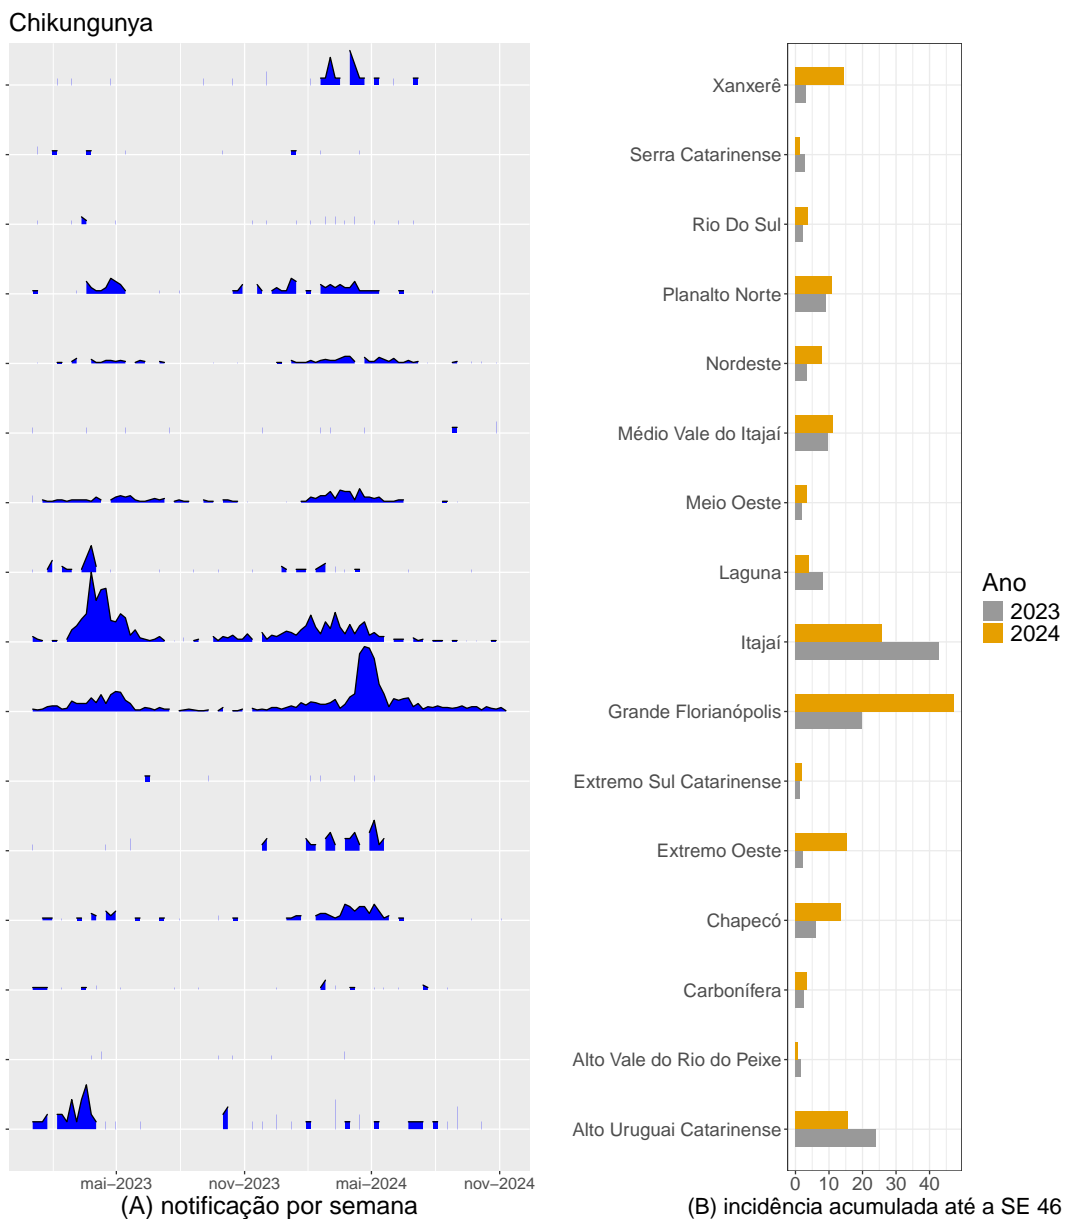 Chikungunya
Xanxerê
Serra Catarinense
Rio Do Sul
Planalto Norte
Nordeste
Médio Vale do Itajaí
Meio Oeste
Laguna
Itajaí
Grande Florianópolis
Extremo Sul Catarinense
Extremo Oeste
Chapecó
Carbonífera
Alto Vale do Rio do Peixe
Alto Uruguai Catarinense
Ano
2023
2024
mai–2023 nov–2023 mai–2024 nov–2024
0 10 20 30 40
(A) notificação por semana
(B) incidência acumulada até a SE 46